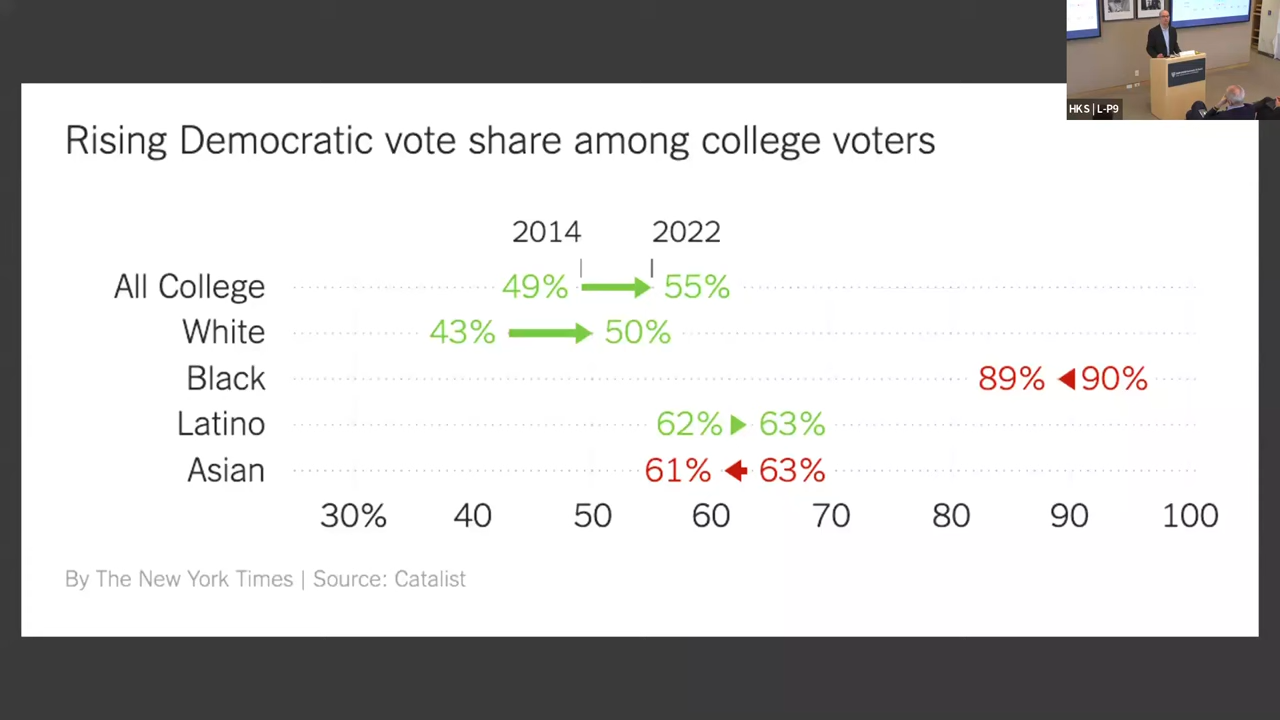 HKS | L-P9
Rising Democratic vote share among college voters
2014 2022
All College 49% 55%
White 43% 50%
Black 89% 90%
Latino 62% 63%
Asian 61% 63%
30% 40 50 60 70 80 90 100
By The New York Times | Source: Catalist